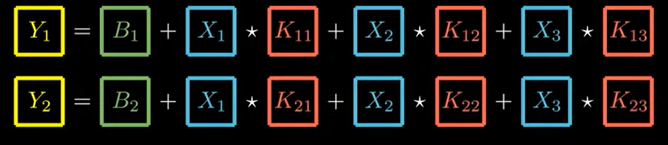 Y₁ = B₁ + X₁ ⋆ K₁₁ + X₂ ⋆ K₁₂ + X₃ ⋆ K₁₃
Y₂ = B₂ + X₁ ⋆ K₂₁ + X₂ ⋆ K₂₂ + X₃ ⋆ K₂₃